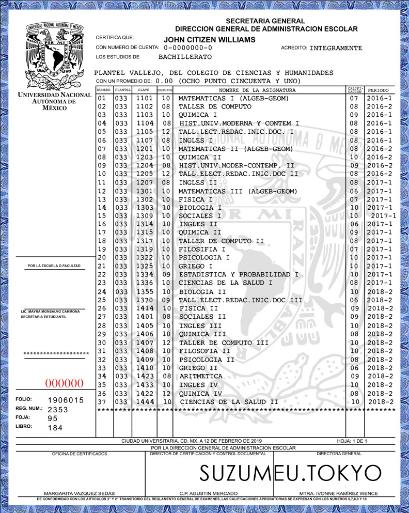 SECRETARIA GENERAL
DIRECCION GENERAL DE ADMINISTRACION ESCOLAR
CERTIFICA QUE: JOHN CITIZEN WILLIAMS
CON NUMERO DE CUENTA 0-0000000-0 ACREDITO: INTEGRAMENTE
LOS ESTUDIOS DE BACHILLERATO
PLANTEL VALLEJO, DEL COLEGIO DE CIENCIAS Y HUMANIDADES
CON UN PROMEDIO DE: 0.00 (OCHO PUNTO CINCUENTA Y UNO)
UNIVERSIDAD NACIONAL
AUTÓNOMA DE
MÉXICO
NOMBRE DE LA ASIGNATURA PERIODO
01 033 1101 10 MATEMATICAS I (ALGEB-GEOM) 07 2016-1
02 033 1102 08 TALLER DE COMPUTO 08 2016-1
03 033 1103 10 QUIMICA I 09 2016-1
04 033 1104 08 HIST.UNIV.MODERNA Y CONTEM I 08 2016-1
05 033 1105 12 TALL.LECT.REDAC.INIC.DOC. I 08 2016-1
06 033 1107 08 INGLES I 08 2016-1
07 033 1201 10 MATEMATICAS II (ALGEB-GEOM) 08 2016-2
08 033 1203 10 QUIMICA II 10 2016-2
09 033 1204 08 HIST.UNIV.MODER-CONTEMP. II 09 2016-2
10 033 1205 12 TALL.ELECT.REDAC.INIC.DOC II 08 2016-2
11 033 1207 08 INGLES II 08 2017-1
12 033 1301 10 MATEMATICAS III (ALGEB-GEOM) 06 2017-1
13 033 1302 10 FISICA I 07 2017-1
14 033 1303 10 BIOLOGIA I 10 2017-1
15 033 1309 10 SOCIALES I 10 2017-1
16 033 1314 10 INGLES II 06 2017-1
17 033 1315 10 QUIMICA II 09 2017-1
18 033 1317 10 TALLER DE COMPUTO II 08 2017-1
19 033 1319 10 FILOSIFIA I 07 2017-1
20 033 1322 10 PSICOLOGIA I 10 2017-1
21 033 1325 10 GRIEGO I 10 2017-1
22 033 1334 09 ESTADISTICA Y PROBABILIDAD I 10 2017-1
23 033 1336 10 CIENCIAS DE LA SALUD I 08 2017-1
24 033 1355 10 BIOLOGIA II 10 2018-2
25 033 1370 09 TALL.ELECT.REDAC.INIC.DOC III 06 2018-2
26 033 1414 10 FISICA II 09 2018-2
27 033 1401 08 SOCIALES II 09 2018-2
28 033 1405 10 INGLES III 10 2018-2
29 033 1406 10 QUIMICA III 08 2018-2
30 033 1407 12 TALLER DE COMPUTO III 10 2018-2
31 033 1408 10 FILOSOFIA II 10 2018-2
32 033 1409 10 PSICOLOGIA II 08 2018-2
33 033 1410 10 GRIEGO II 06 2018-2
34 033 1423 08 ARITMETICA 09 2018-2
35 033 1433 10 INGLES IV 10 2018-2
36 033 1422 12 QUIMICA IV 08 2018-2
37 033 1444 10 CIENCIAS DE LA SALUD II 10 2018-2
POR LA ESCUELA O FACULTAD
LIC. MAYRA MONSALVO CARMONA
SECRETARIA ESTUDIANTIL
000000
FOLIO: 1906015
REG. NUM.: 2353
FOJA: 95
LIBRO: 184
CIUDAD UNIVERSITARIA, CD. MX, A 12 DE FEBRERO DE 2019 HOJA: 1 DE 1
POR LA DIRECCION GENERAL DE ADMINISTRACION ESCOLAR
OFICINA DE CERTIFICADOS DIRECTOR DE CERTIFICACION Y CONTROL DOCUMENTAL DIRECTORA GENERAL
SUZUMEU.TOKYO
MARGARITA VAZQUEZ SEDAS C.P. AGUSTIN MERCADO MTRA. IVONNE RAMIREZ WENCE